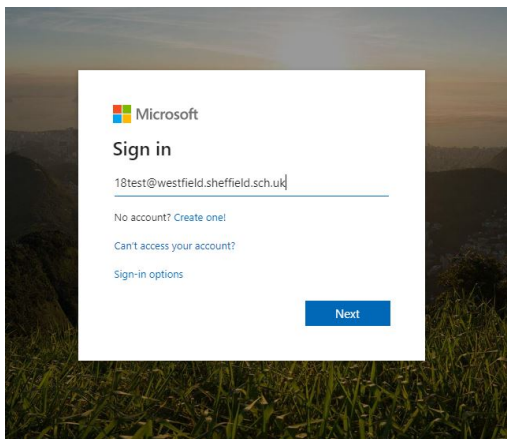 Microsoft
Sign in
18test@westfield.sheffield.sch.uk
No account? Create one!
Can't access your account?
Sign-in options
Next